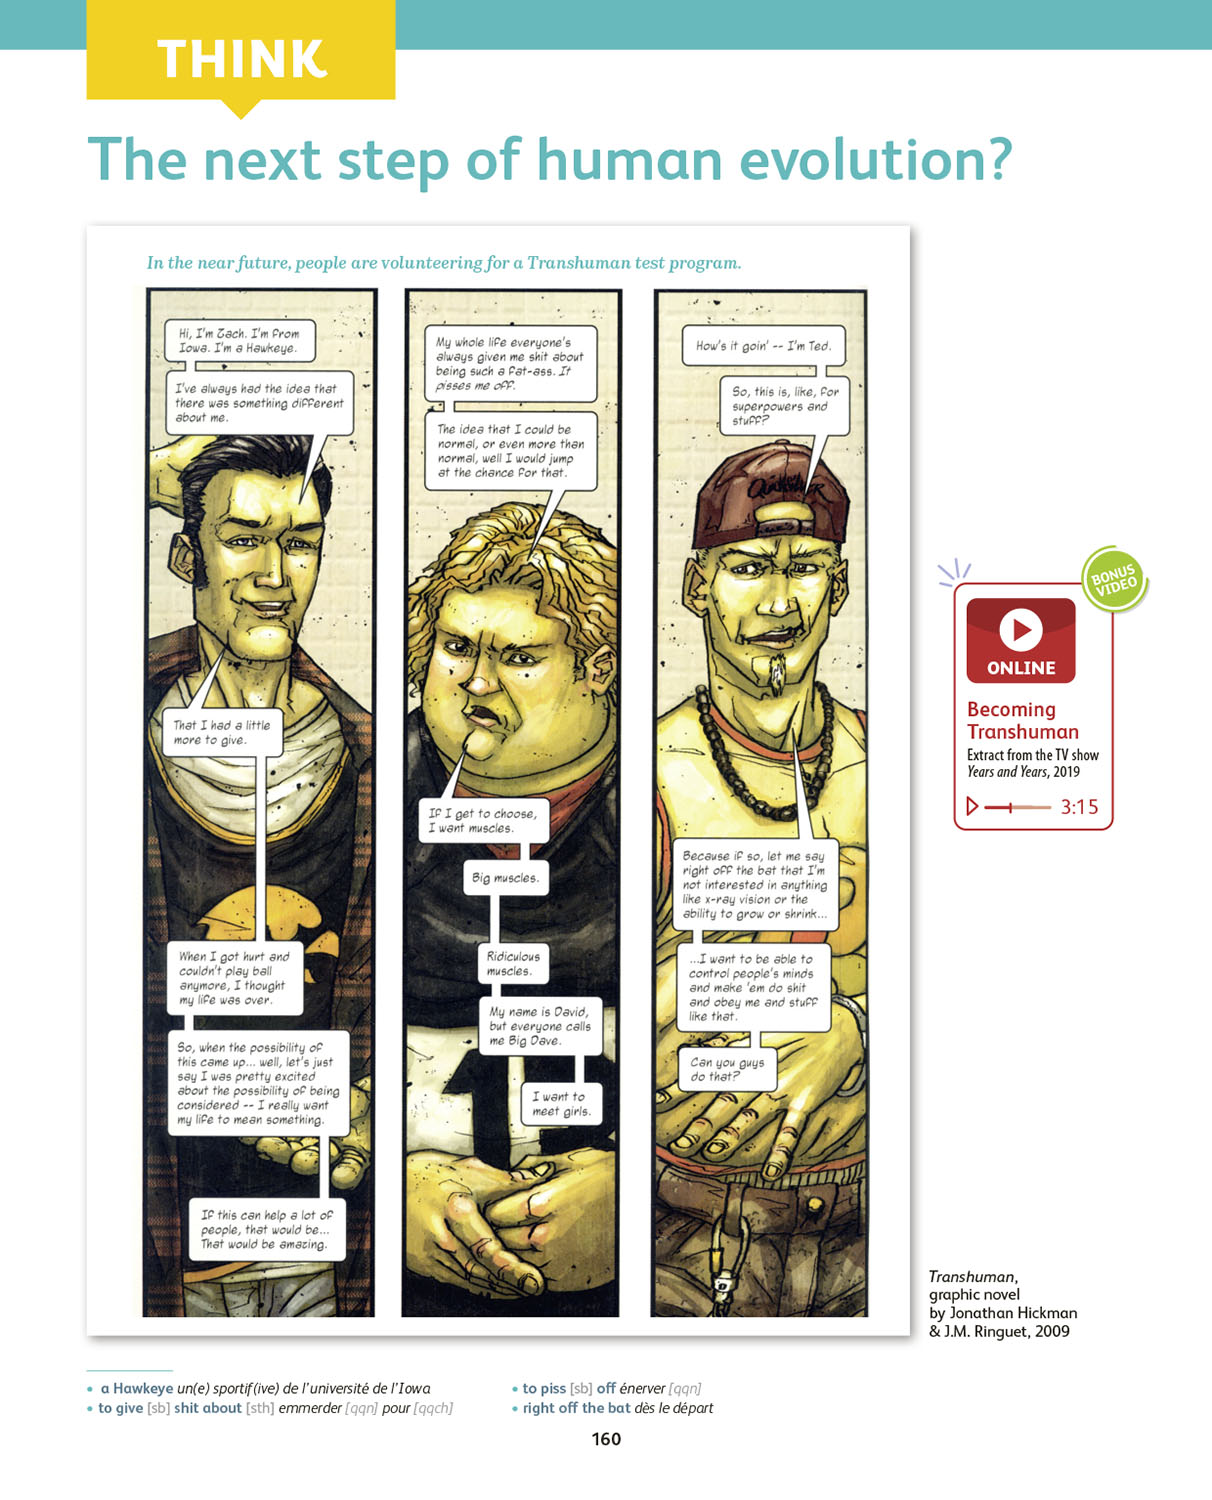 THINK
The next step of human evolution?
In the near future, people are volunteering for a Transhuman test program.
Hi, I'm Zach. I'm from
Iowa. I'm a Hawkeye.
I've always had the idea that
there was something different
about me.
That I had a little
more to give.
When I got hurt and
couldn't play ball
anymore, I thought
my life was over.
So, when the possibility of
this came up... well, let's just
say I was pretty excited
about the possibility of being
considered -- I really want
my life to mean something.
If this can help a lot of
people, that would be...
That would be amazing.
My whole life everyone's
always given me shit about
being such a fat-ass. It
pisses me off.
The idea that I could be
normal, or even more than
normal, well I would jump
at the chance for that.
If I get to choose,
I want muscles.
Big muscles.
Ridiculous
muscles.
My name is David,
but everyone calls
me Big Dave.
I want to
meet girls.
1
How's it goin' -- I'm Ted.
So, this is, like, for
superpowers and
stuff?
Because if so, let me say
right off the bat that I'm
not interested in anything
like x-ray vision or the
ability to grow or shrink...
...I want to be able to
control people's minds
and make 'em do shit
and obey me and stuff
like that.
Can you guys
do that?
BONUS
VIDEO
ONLINE
Becoming
Transhuman
Extract from the TV show
Years and Years, 2019
3:15
Transhuman,
graphic novel
by Jonathan Hickman
& J.M. Ringuet, 2009
• a Hawkeye un(e) sportif(ive) de l'université de l'Iowa
• to give [sb] shit about [sth] emmerder [qqn] pour [qqch]
• to piss [sb] off énerver [qqn]
• right off the bat dès le départ
160